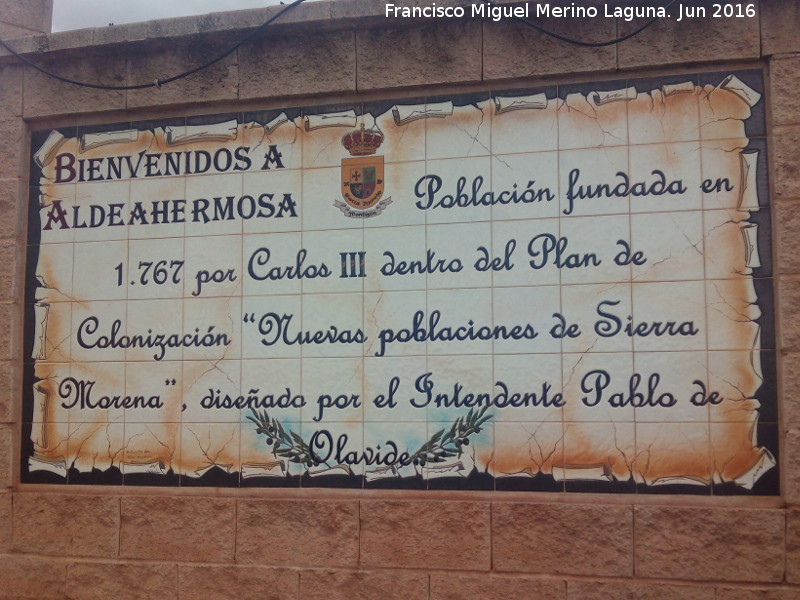 Francisco Miguel Merino Laguna. Jun 2016
BIENVENIDOS A
ALDEAHERMOSA
Población fundada en
1.767 por Carlos III dentro del Plan de
Colonización "Nuevas poblaciones de Sierra
Morena", diseñado por el Intendente Pablo de
Olavide